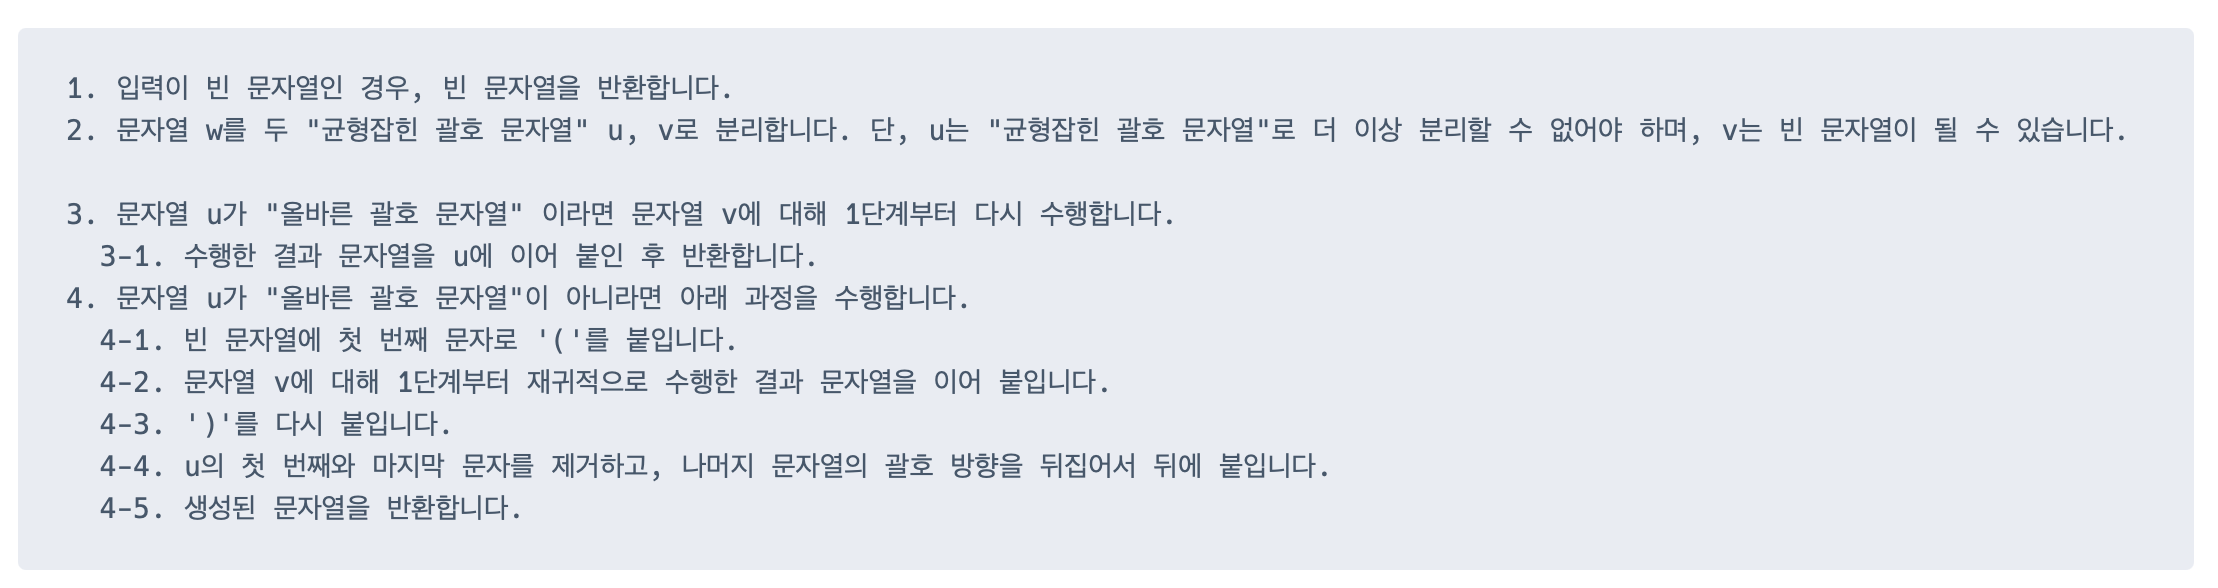 1. 입력이 빈 문자열인 경우, 빈 문자열을 반환합니다.
2. 문자열 w를 두 "균형잡힌 괄호 문자열" u, v로 분리합니다. 단, u는 "균형잡힌 괄호 문자열"로 더 이상 분리할 수 없어야 하며, v는 빈 문자열이 될 수 있습니다.
3. 문자열 u가 "올바른 괄호 문자열" 이라면 문자열 v에 대해 1단계부터 다시 수행합니다.
3-1. 수행한 결과 문자열을 u에 이어 붙인 후 반환합니다.
4. 문자열 u가 "올바른 괄호 문자열"이 아니라면 아래 과정을 수행합니다.
4-1. 빈 문자열에 첫 번째 문자로 '('를 붙입니다.
4-2. 문자열 v에 대해 1단계부터 재귀적으로 수행한 결과 문자열을 이어 붙입니다.
4-3. ')'를 다시 붙입니다.
4-4. u의 첫 번째와 마지막 문자를 제거하고, 나머지 문자열의 괄호 방향을 뒤집어서 뒤에 붙입니다.
4-5. 생성된 문자열을 반환합니다.